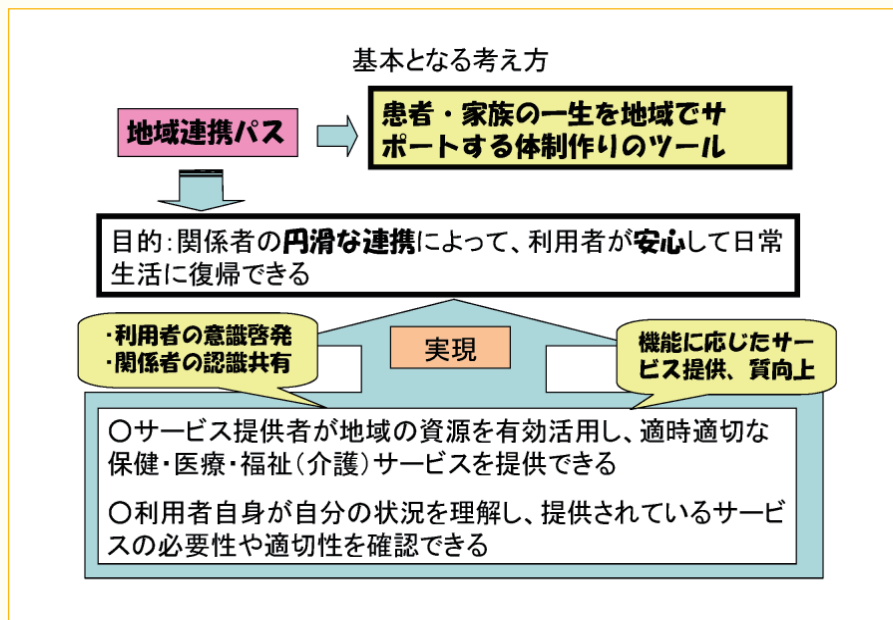 基本となる考え方
地域連携パス
患者・家族の一生を地域でサ
ポートする体制作りのツール
目的:関係者の円滑な連携によって、利用者が安心して日常
生活に復帰できる
・利用者の意識啓発
・関係者の認識共有
実現
機能に応じたサー
ビス提供、質向上
○サービス提供者が地域の資源を有効活用し、適時適切な
保健・医療・福祉(介護)サービスを提供できる
○利用者自身が自分の状況を理解し、提供されているサービ
スの必要性や適切性を確認できる